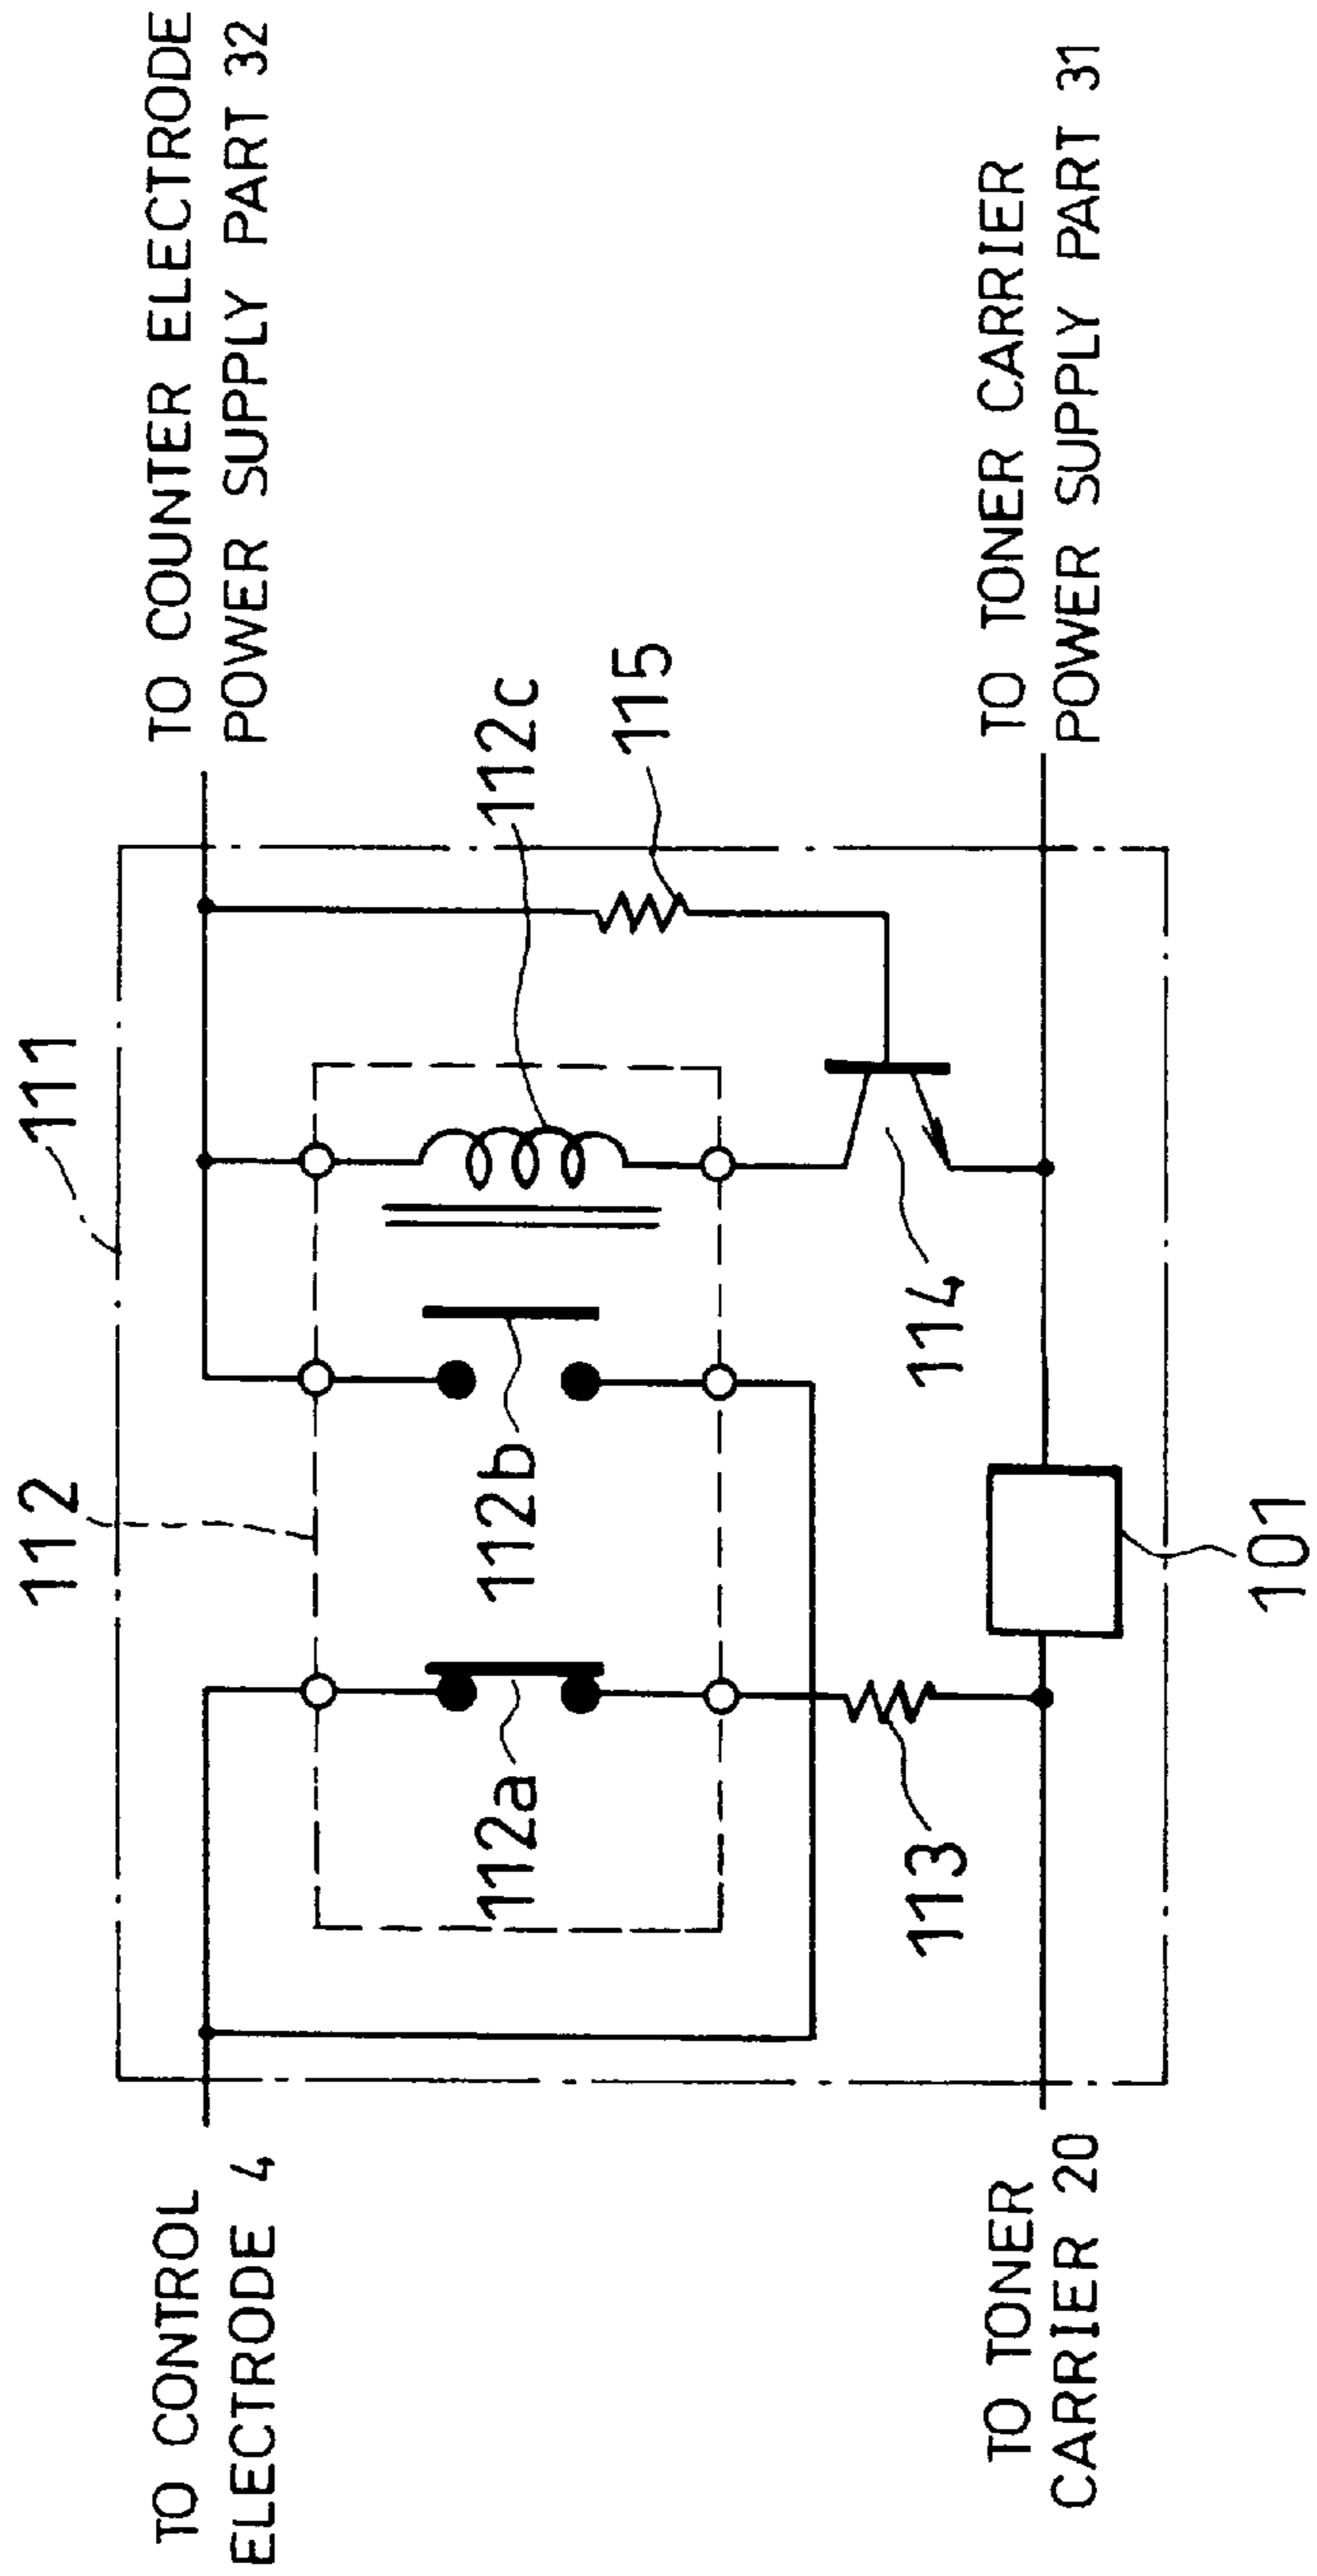 TO CONTROL
ELECTRODE 4
TO COUNTER ELECTRODE
POWER SUPPLY PART 32
111
112
112a
112b
112c
115
113
114
101
TO TONER
CARRIER 20
TO TONER CARRIER
POWER SUPPLY PART 31